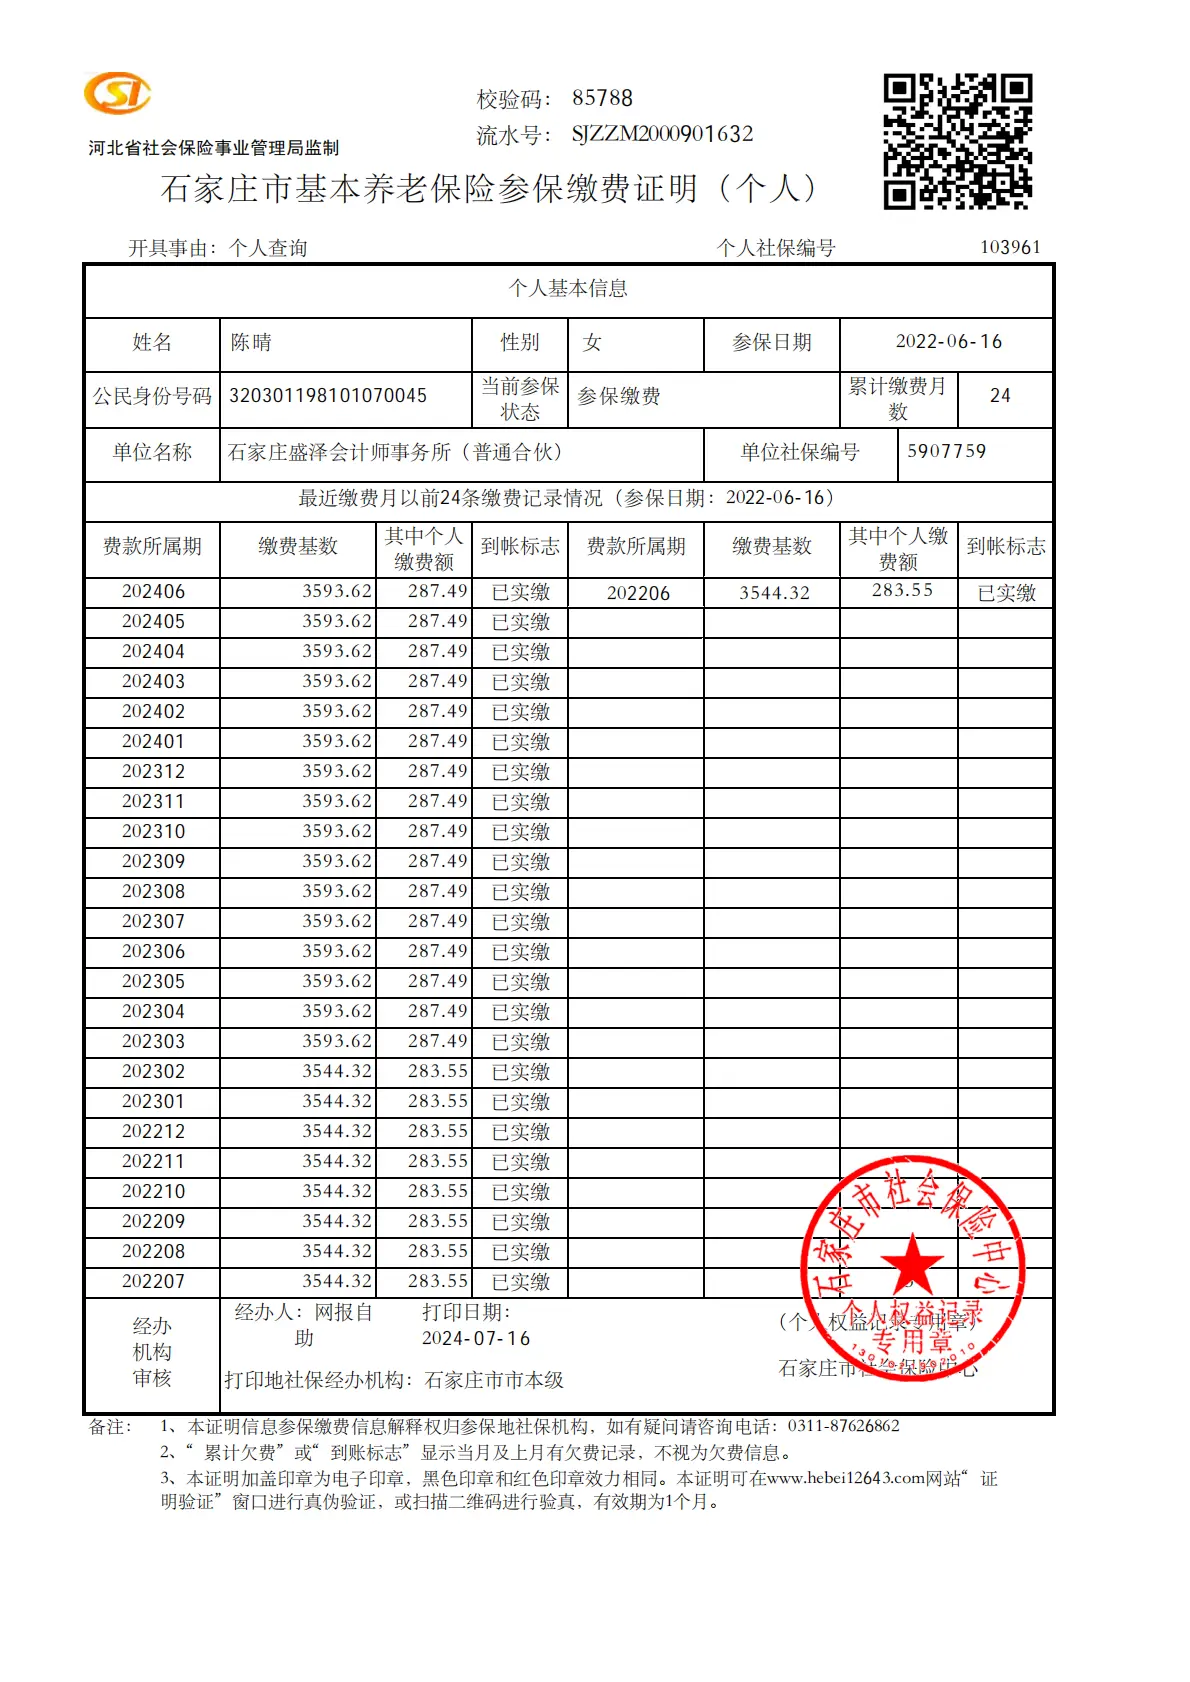 校验码： 85788
流水号： SJZZM2000901632
河北省社会保险事业管理局监制
石家庄市基本养老保险参保缴费证明（个人）
开具事由：个人查询 个人社保编号 103961
个人基本信息
姓名 陈晴 性别 女 参保日期 2022-06-16
公民身份号码 320301198101070045 当前参保状态 参保缴费 累计缴费月数 24
单位名称 石家庄盛泽会计师事务所（普通合伙） 单位社保编号 5907759
最近缴费月以前24条缴费记录情况（参保日期：2022-06-16）
费款所属期 缴费基数 其中个人缴费额 到帐标志 费款所属期 缴费基数 其中个人缴费额 到帐标志
202406 3593.62 287.49 已实缴 202206 3544.32 283.55 已实缴
202405 3593.62 287.49 已实缴
202404 3593.62 287.49 已实缴
202403 3593.62 287.49 已实缴
202402 3593.62 287.49 已实缴
202401 3593.62 287.49 已实缴
202312 3593.62 287.49 已实缴
202311 3593.62 287.49 已实缴
202310 3593.62 287.49 已实缴
202309 3593.62 287.49 已实缴
202308 3593.62 287.49 已实缴
202307 3593.62 287.49 已实缴
202306 3593.62 287.49 已实缴
202305 3593.62 287.49 已实缴
202304 3593.62 287.49 已实缴
202303 3593.62 287.49 已实缴
202302 3544.32 283.55 已实缴
202301 3544.32 283.55 已实缴
202212 3544.32 283.55 已实缴
202211 3544.32 283.55 已实缴
202210 3544.32 283.55 已实缴
202209 3544.32 283.55 已实缴
202208 3544.32 283.55 已实缴
202207 3544.32 283.55 已实缴
经办机构审核
经办人：网报自助 打印日期：2024-07-16
打印地社保经办机构：石家庄市市本级
（个人权益记录专用章）
石家庄市社会保险中心
石家庄市社会保险中心
个人权益记录
专用章
备注： 1、本证明信息参保缴费信息解释权归参保地社保机构，如有疑问请咨询电话：0311-87626862
2、“ 累计欠费” 或“ 到账标志” 显示当月及上月有欠费记录，不视为欠费信息。
3、本证明加盖印章为电子印章，黑色印章和红色印章效力相同。本证明可在www.hebei12643.com网站“ 证
明验证” 窗口进行真伪验证，或扫描二维码进行验真，有效期为1个月。